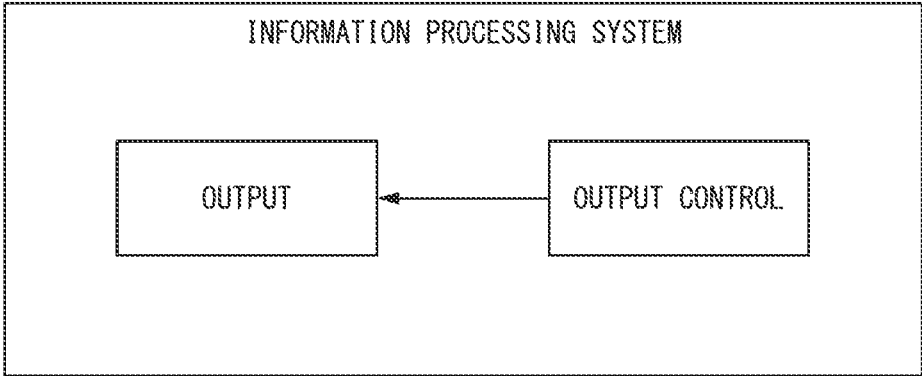 INFORMATION PROCESSING SYSTEM
OUTPUT
OUTPUT CONTROL